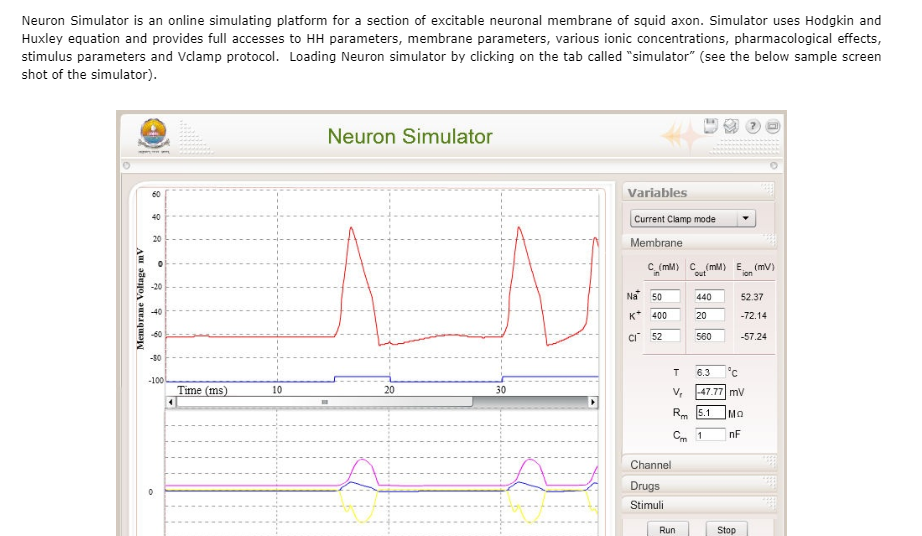 Neuron Simulator is an online simulating platform for a section of excitable neuronal membrane of squid axon. Simulator uses Hodgkin and
Huxley equation and provides full accesses to HH parameters, membrane parameters, various ionic concentrations, pharmacological effects,
stimulus parameters and Vclamp protocol. Loading Neuron simulator by clicking on the tab called "simulator" (see the below sample screen
shot of the simulator).
Neuron Simulator
?
Variables
Current Clamp mode
Membrane
C in (mM) C out (mM) E ion (mV)
Na+ 50 440 52.37
K+ 400 20 -72.14
Cl- 52 560 -57.24
T 6.3 °C
Vr -47.77 mV
Rm 5.1 MΩ
Cm 1 nF
Channel
Drugs
Stimuli
Run Stop
Membrane Voltage mV
60
40
20
0
-20
-40
-60
-80
-100
Time (ms) 10 20 30
0